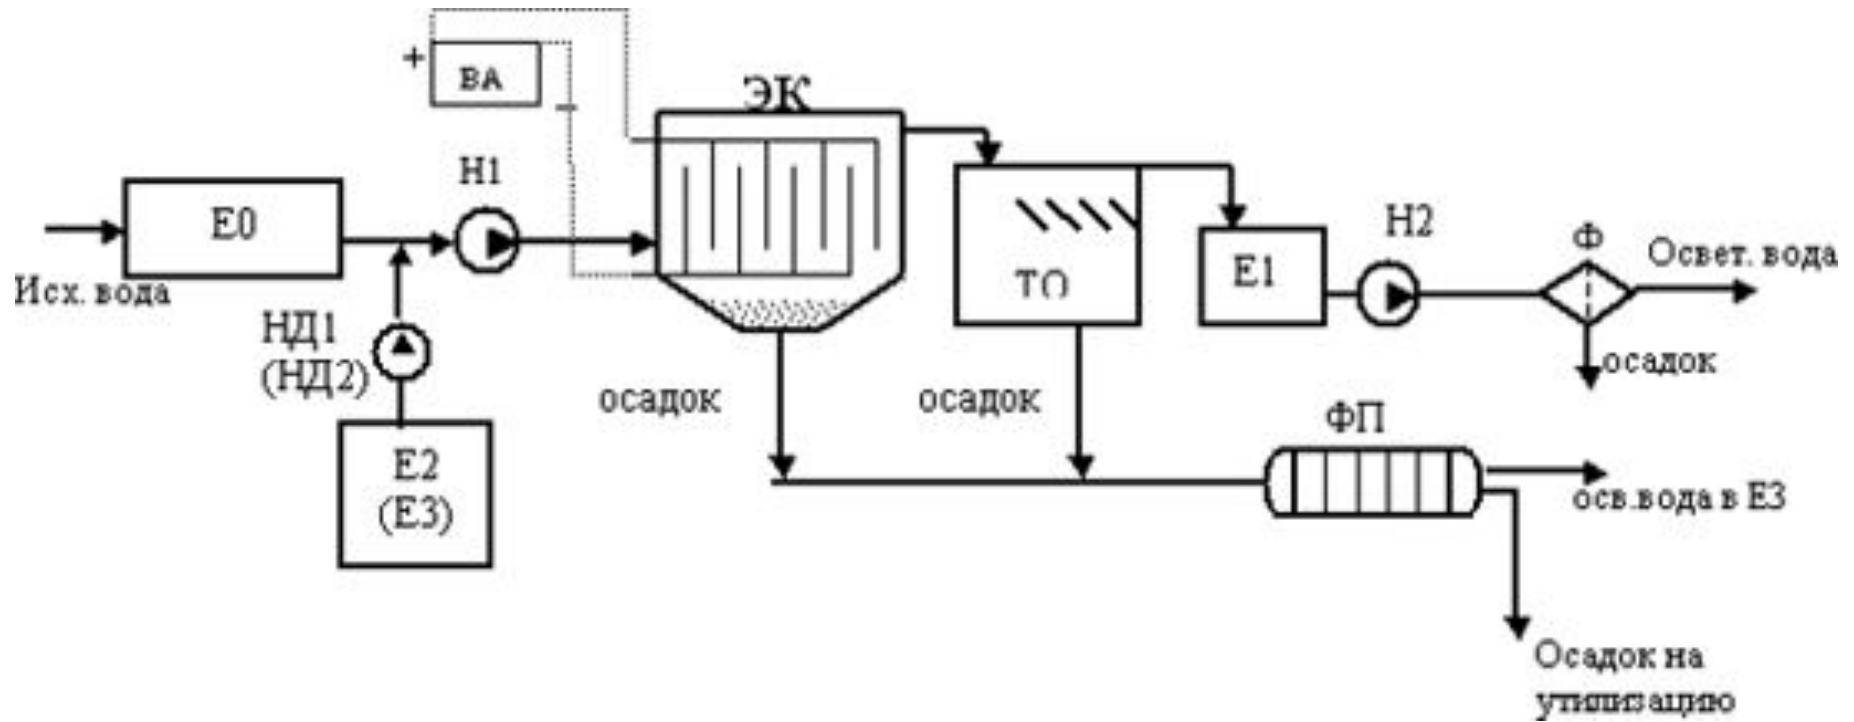 +
ВА
–
ЭК
Н1
Е0
Исх. вода
НД1
(НД2)
Е2
(Е3)
осадок
ТО
осадок
Е1
Н2
Ф
Освет. вода
осадок
ФП
осв.вода в Е3
Осадок на
утилизацию